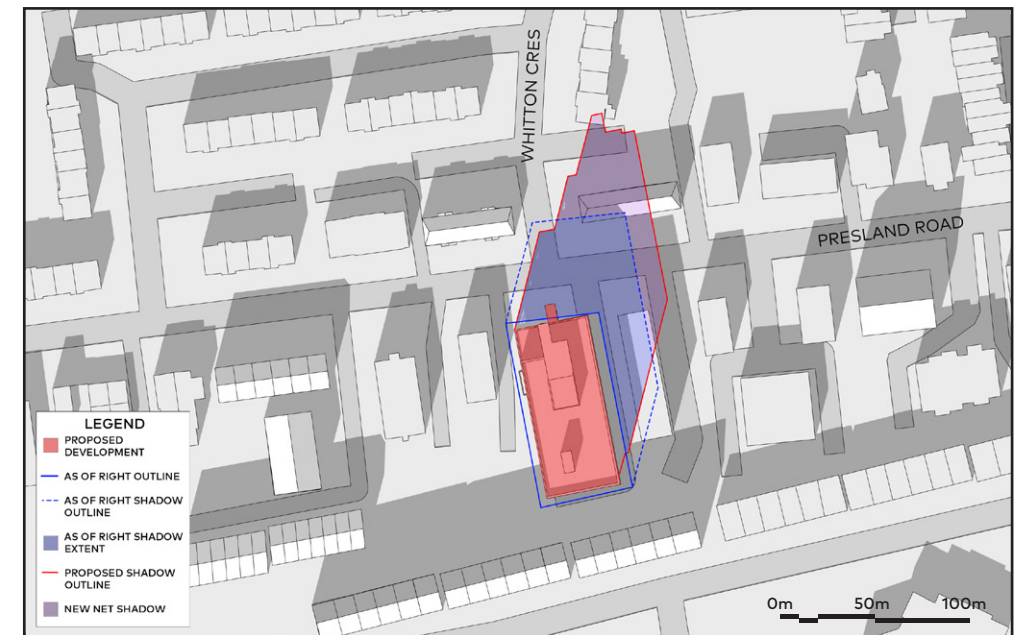 WHITTON CRES
PRESLAND ROAD
LEGEND
PROPOSED
DEVELOPMENT
AS OF RIGHT OUTLINE
AS OF RIGHT SHADOW
OUTLINE
AS OF RIGHT SHADOW
EXTENT
PROPOSED SHADOW
OUTLINE
NEW NET SHADOW
0m 50m 100m